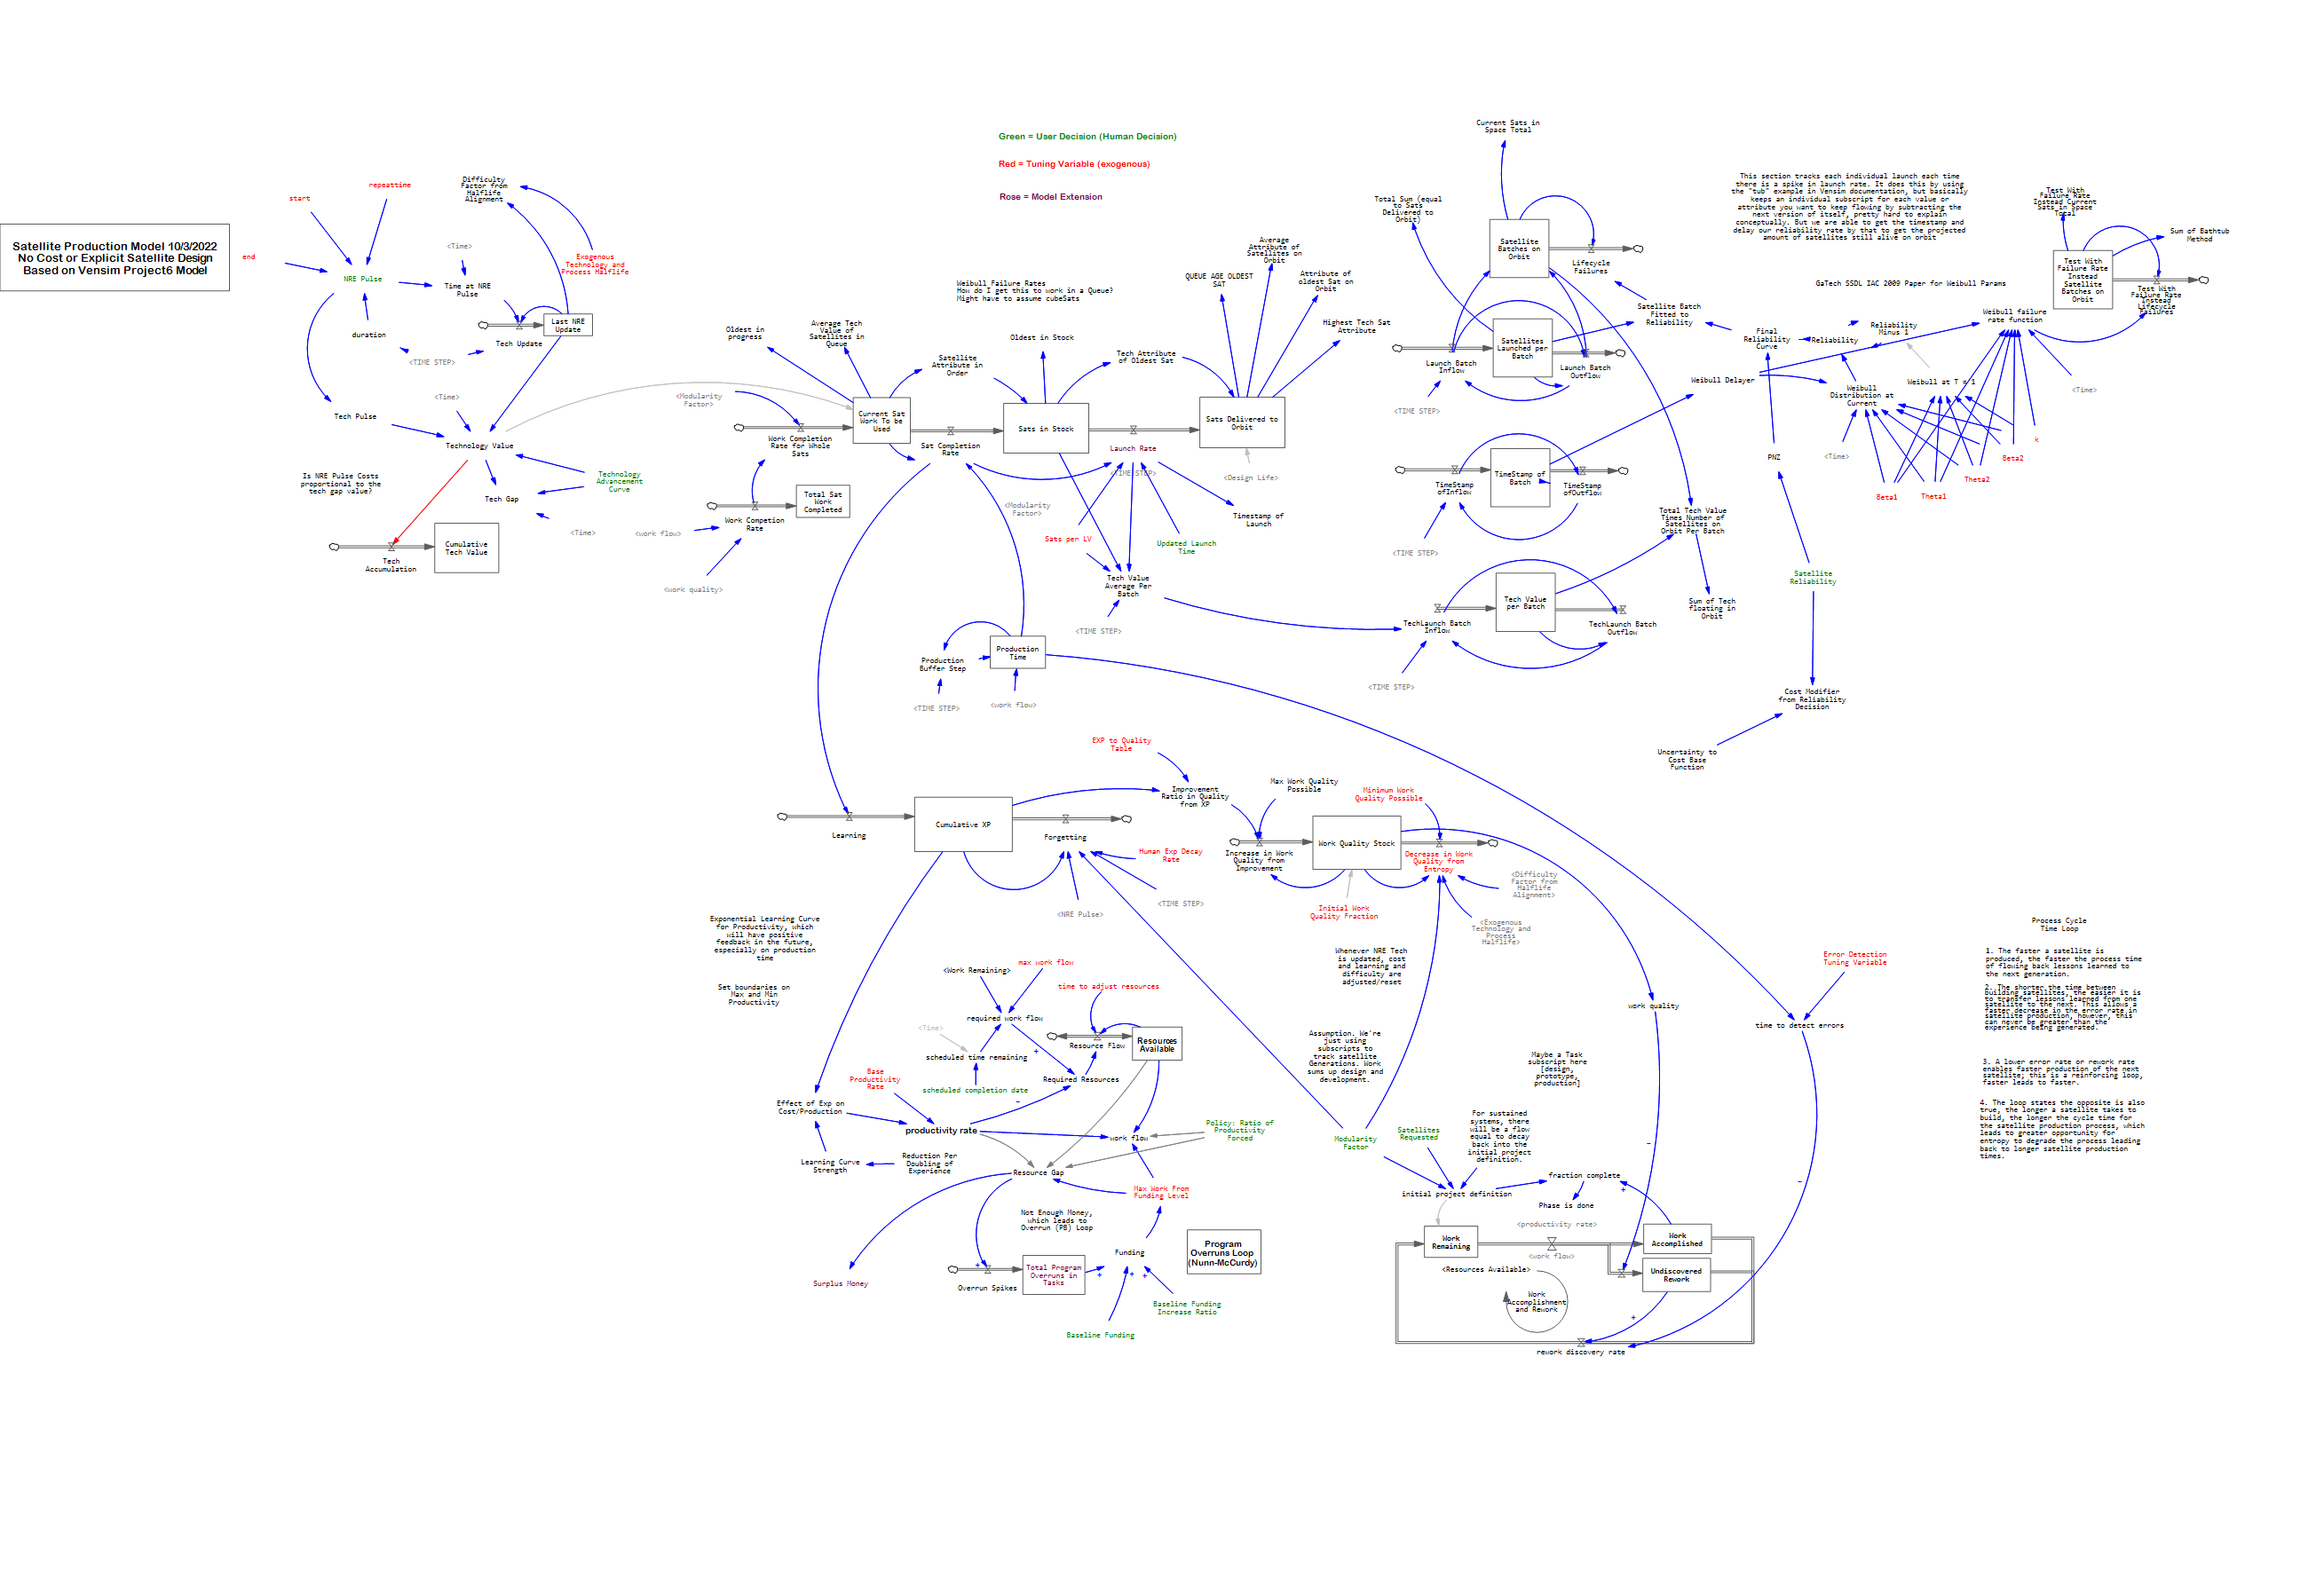 Green = User Decision (Human Decision)
Red = Tuning Variable (exogenous)
Rose = Model Extension
Satellite Production Model 10/3/2022
No Cost or Explicit Satellite Design
Based on Vensim Project6 Model
start
repeattime
end
NRE Pulse
duration
<TIME STEP>
<Time>
Time at NRE
Pulse
Difficulty
Factor from
Halflife
Alignment
Exogenous
Technology and
Process Halflife
Last NRE
Update
Tech Update
Tech Pulse
<Time>
Technology Value
Is NRE Pulse Costs
proportional to the
tech gap value?
Tech Gap
Technology
Advancement
Curve
<Time>
Tech
Accumulation
Cumulative
Tech Value
<Modularity
Factor>
Work Completion
Rate for Whole
Sats
Total Sat
Work
Completed
Work Competion
Rate
<work flow>
<work quality>
Oldest in
progress
Average Tech
Value of
Satellites in
Queue
Current Sat
Work To be
Used
Weibull Failure Rates
How do I get this to work in a Queue?
Might have to assume cubeSats
Satellite
Attribute in
Order
Oldest in Stock
Sat Completion
Rate
Sats in Stock
Tech Attribute
of Oldest Sat
Launch Rate
<TIME STEP>
<Modularity
Factor>
Sats per LV
Updated Launch
Time
Timestamp of
Launch
Tech Value
Average Per
Batch
<TIME STEP>
QUEUE AGE OLDEST
SAT
Average
Attribute of
Satellites on
Orbit
Attribute of
oldest Sat on
Orbit
Highest Tech Sat
Attribute
Sats Delivered to
Orbit
<Design Life>
Production
Buffer Step
Production
Time
<TIME STEP>
<work flow>
Current Sats in
Space Total
Total Sum (equal
to Sats
Delivered to
Orbit)
Satellite
Batches on
Orbit
Lifecycle
Failures
Satellite Batch
Fitted to
Reliability
Satellites
Launched per
Batch
Launch Batch
Inflow
Launch Batch
Outflow
<TIME STEP>
TimeStamp of
Batch
TimeStamp
ofInflow
TimeStamp
ofOutflow
<TIME STEP>
Tech Value
per Batch
TechLaunch Batch
Inflow
TechLaunch Batch
Outflow
<TIME STEP>
Total Tech Value
Times Number of
Satellites on
Orbit Per Batch
Sum of Tech
floating in
Orbit
This section tracks each individual launch each time
there is a spike in launch rate. It does this by using
the "tub" example in Vensim documentation, but basically
keeps an individual subscript for each value or
attribute you want to keep flowing by subtracting the
next version of itself, pretty hard to explain
conceptually. But we are able to get the timestamp and
delay our reliability rate by that to get the projected
amount of satellites still alive on orbit
GaTech SSDL IAC 2009 Paper for Weibull Params
Final
Reliability
Curve
Reliability
Reliability
Minus 1
Weibull failure
rate function
Weibull Delayer
Weibull
Distribution at
Current
Weibull at T = 1
<Time>
<Time>
PNZ
k
Beta2
Theta2
Theta1
Beta1
Satellite
Reliability
Cost Modifier
from Reliability
Decision
Uncertainty to
Cost Base
Function
Test With
Failure Rate
Instead Current
Sats in Space
Total
Test With
Failure Rate
Instead
Satellite
Batches on
Orbit
Sum of Bathtub
Method
Test With
Failure Rate
Instead
Lifecycle
Failures
Learning
Cumulative XP
Forgetting
<NRE Pulse>
<TIME STEP>
Human Exp Decay
Rate
EXP to Quality
Table
Improvement
Ratio in Quality
from XP
Max Work Quality
Possible
Minimum Work
Quality Possible
Increase in Work
Quality from
Improvement
Work Quality Stock
Decrease in Work
Quality from
Entropy
Initial Work
Quality Fraction
<Difficulty
Factor from
Halflife
Alignment>
<Exogenous
Technology and
Process
Halflife>
Whenever NRE Tech
is updated, cost
and learning and
difficulty are
adjusted/reset
Assumption. We're
just using
subscripts to
track satellite
Generations. Work
sums up design and
development.
Maybe a Task
subscript here
[design,
prototype,
production]
work quality
time to detect errors
Error Detection
Tuning Variable
Process Cycle
Time Loop
1. The faster a satellite is
produced, the faster the process time
of flowing back lessons learned to
the next generation.
2. The shorter the time between
building satellites, the easier it is
to transfer lessons learned from one
satellite to the next. This allows a
faster decrease in the error rate in
satellite production, however, this
can never be greater than the
experience being generated.
3. A lower error rate or rework rate
enables faster production of the next
satellite; this is a reinforcing loop,
faster leads to faster.
4. The loop states the opposite is also
true, the longer a satellite takes to
build, the longer the cycle time for
the satellite production process, which
leads to greater opportunity for
entropy to degrade the process leading
back to longer satellite production
times.
Exponential Learning Curve
for Productivity, which
will have positive
feedback in the future,
especially on production
time
Set boundaries on
Max and Min
Productivity
<Work Remaining>
max work flow
time to adjust resources
required work flow
<Time>
scheduled time remaining
scheduled completion date
Resource Flow
Resources
Available
Required Resources
+
-
Base
Productivity
Rate
Effect of Exp on
Cost/Production
productivity rate
Learning Curve
Strength
Reduction Per
Doubling of
Experience
work flow
Policy: Ratio of
Productivity
Forced
Resource Gap
Max Work From
Funding Level
Surplus Money
Not Enough Money,
which leads to
Overrun (PB) Loop
Funding
Program
Overruns Loop
(Nunn-McCurdy)
Overrun Spikes
+
Total Program
Overruns in
Tasks
+
+
+
Baseline Funding
Increase Ratio
Baseline Funding
Modularity
Factor
Satellites
Requested
For sustained
systems, there
will be a flow
equal to decay
back into the
initial project
definition.
initial project definition
fraction complete
+
Phase is done
<productivity rate>
Work
Remaining
<work flow>
Work
Accomplished
Undiscovered
Rework
<Resources Available>
Work
Accomplishment
and Rework
rework discovery rate
+
-
-